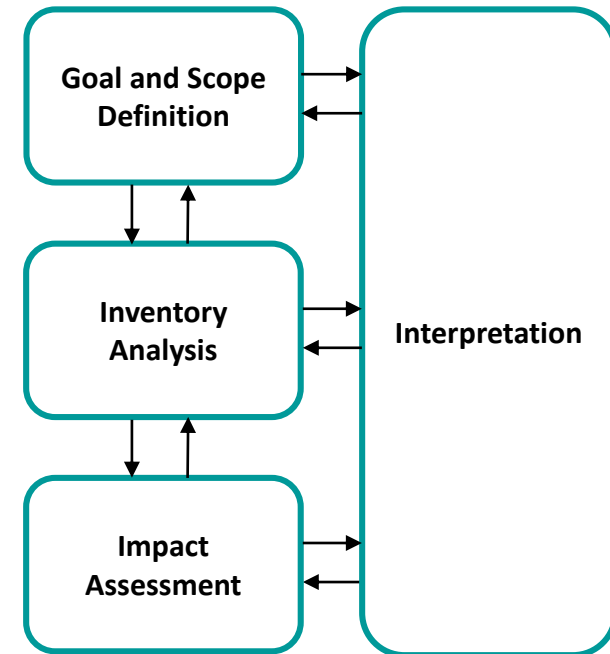 Goal and Scope
Definition
Inventory
Analysis
Interpretation
Impact
Assessment